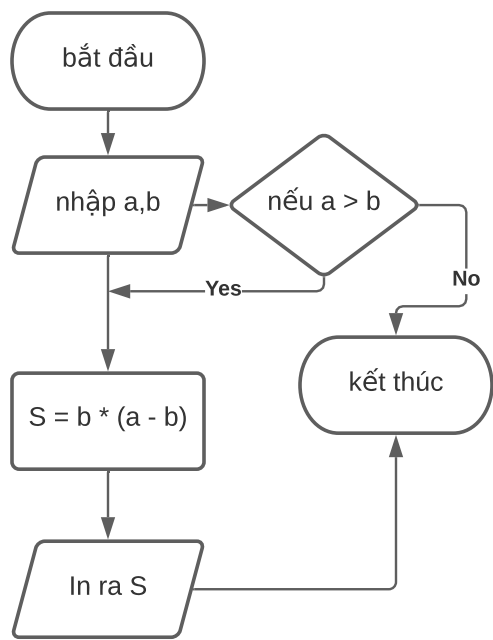 bắt đầu
nhập a,b
nếu a > b
Yes
No
S = b * (a - b)
kết thúc
In ra S